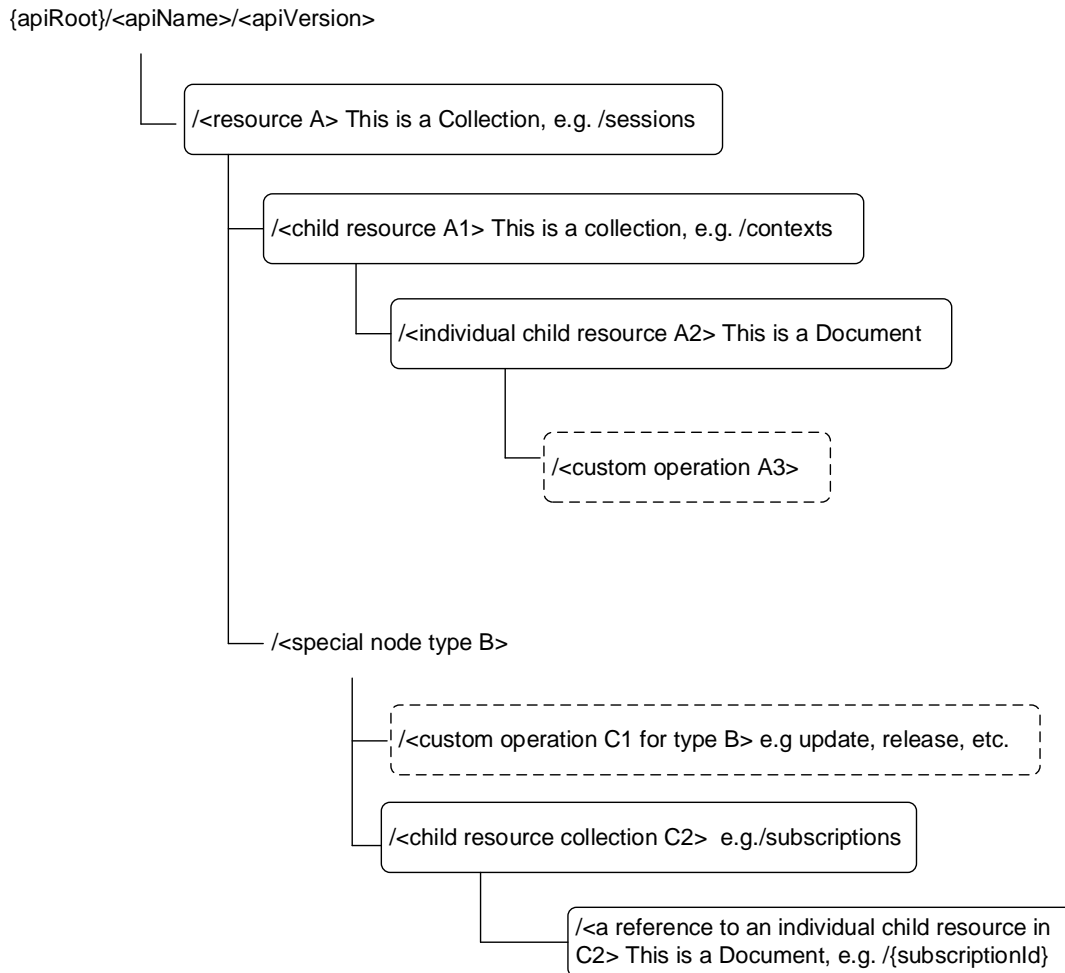 {apiRoot}/<apiName>/<apiVersion>
/<resource A> This is a Collection, e.g. /sessions
/<child resource A1> This is a collection, e.g. /contexts
/<individual child resource A2> This is a Document
/<custom operation A3>
/<special node type B>
/<custom operation C1 for type B> e.g update, release, etc.
/<child resource collection C2>  e.g./subscriptions
/<a reference to an individual child resource in
C2> This is a Document, e.g. /{subscriptionId}